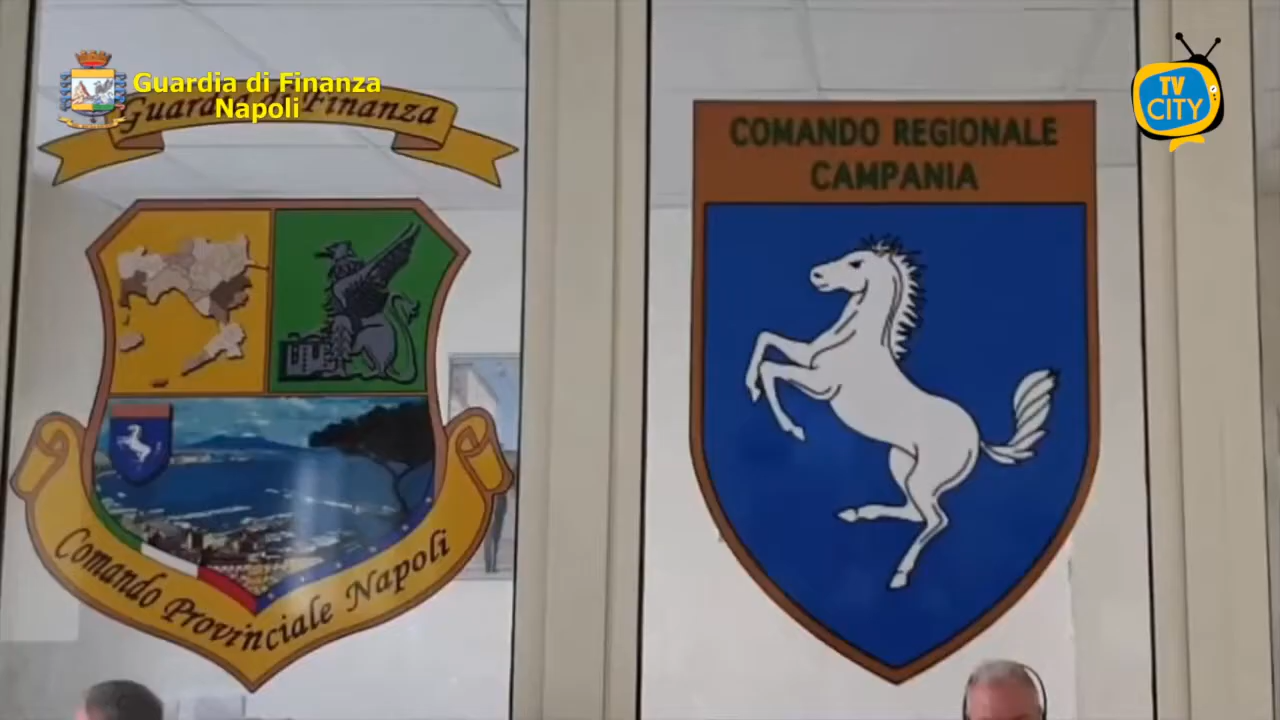 Guardia di Finanza
Napoli
Guardia di Finanza
Comando Provinciale Napoli
COMANDO REGIONALE
CAMPANIA
TV
CITY